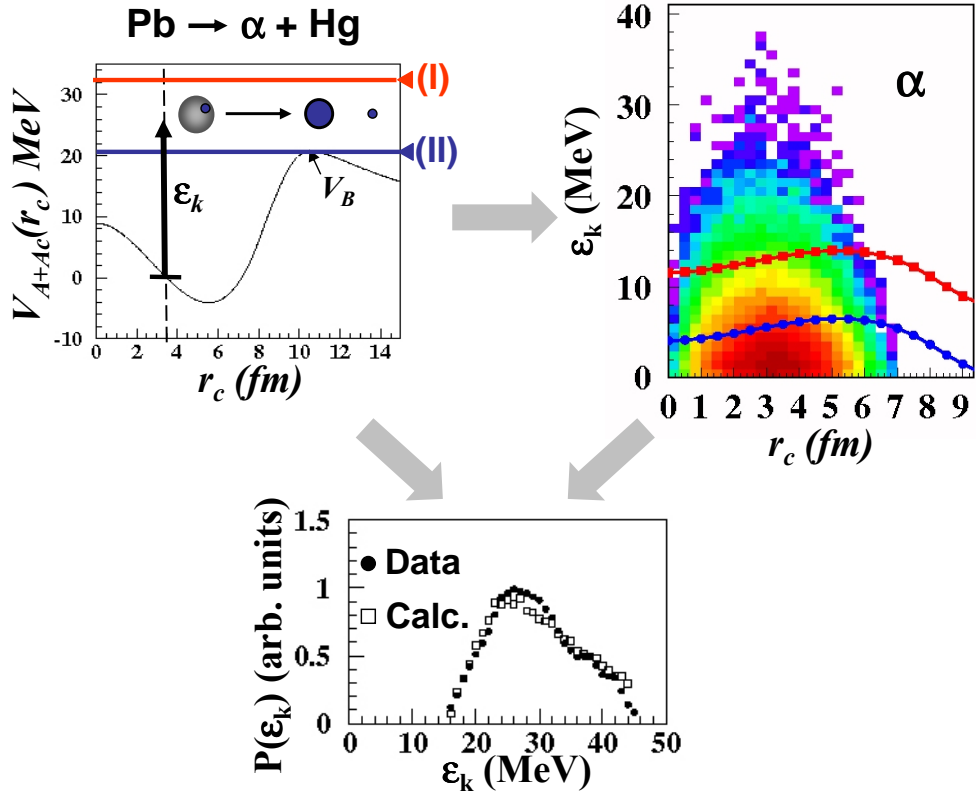 Pb → α + Hg
V_{A+Ac}(r_c) MeV
30
20
10
0
-10
(I)
(II)
ε_k
V_B
0 2 4 6 8 10 12 14
r_c (fm)
ε_k (MeV)
40
30
20
10
0
α
0 1 2 3 4 5 6 7 8 9
r_c (fm)
P(ε_k) (arb. units)
1.5
1
0.5
0
Data
Calc.
0 10 20 30 40 50
ε_k (MeV)